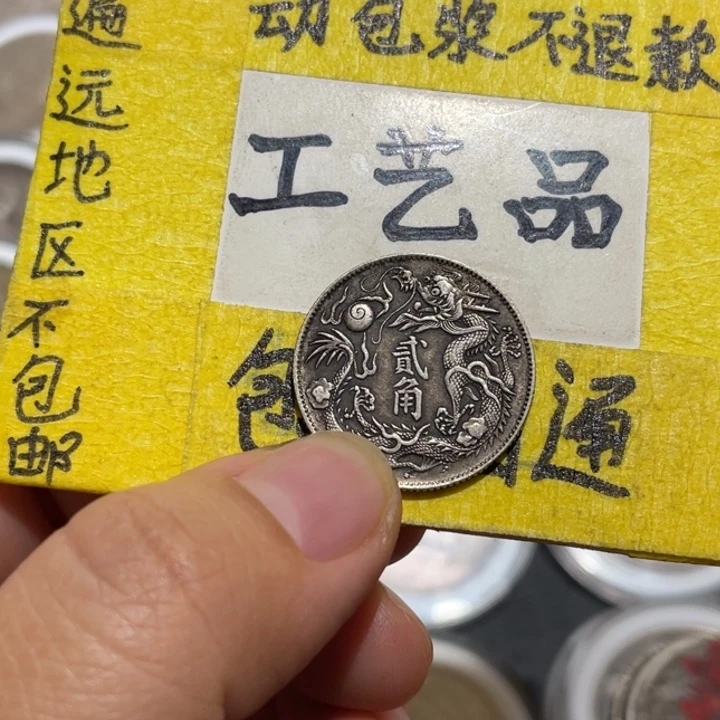 动包浆不退款
遍远地区不包邮
工艺品
包 通
贰角